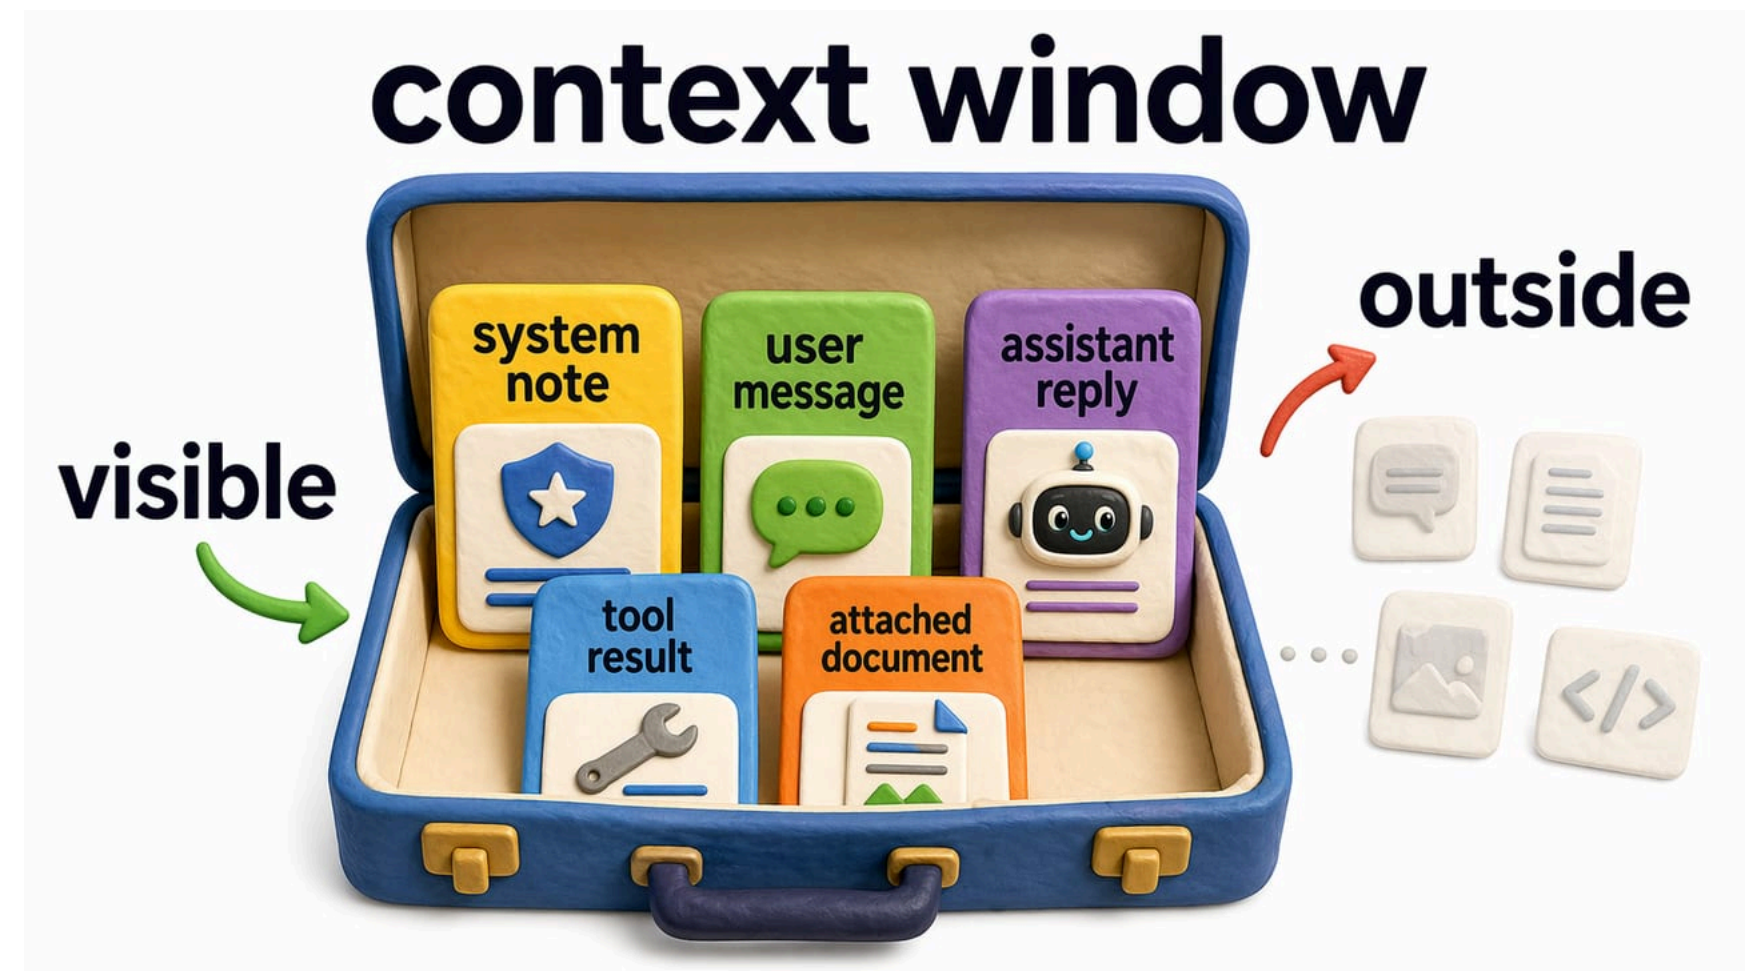 context window
visible
outside
system
note
user
message
assistant
reply
tool
result
attached
document
</>